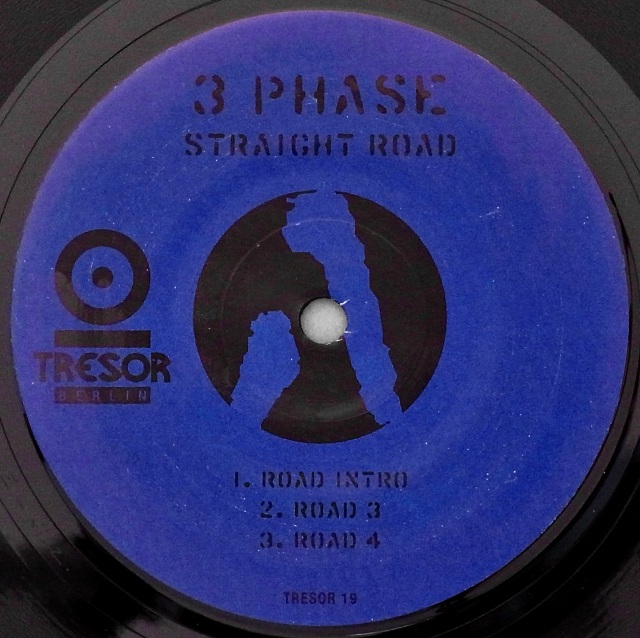 3 PHASE
STRAIGHT ROAD
TRESOR
BERLIN
1. ROAD INTRO
2. ROAD 3
3. ROAD 4
TRESOR 19